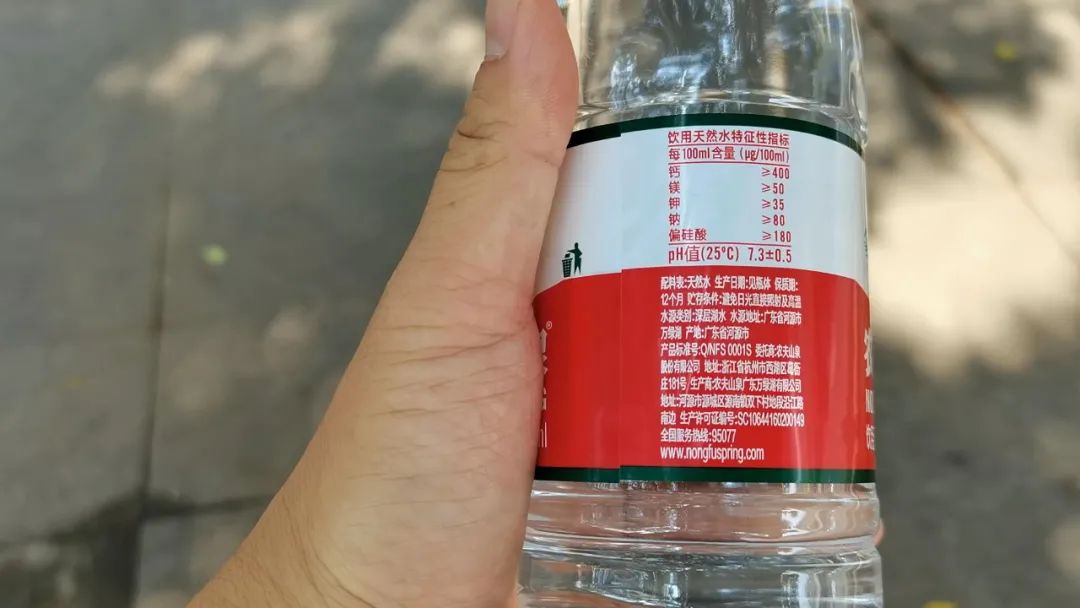 饮用天然水特征性指标
每100ml含量 (μg/100ml)
钙 ≥400
镁 ≥50
钾 ≥35
钠 ≥80
偏硅酸 ≥180
pH值(25℃) 7.3±0.5
配料表:天然水 生产日期:见瓶体 保质期:
12个月 贮存条件:避免日光直接照射及高温
水源类别:深层湖水 水源地址:广东省河源市
万绿湖 产地:广东省河源市
产品标准号:Q/NFS 0001S 委托商:农夫山泉
股份有限公司 地址:浙江省杭州市西湖区葛衙
庄181号 生产商:农夫山泉广东万绿湖有限公司
地址:河源市源城区源南镇双下村地段沿江路
南边 生产许可证编号:SC10644160200149
全国服务热线:95077
www.nongfuspring.com